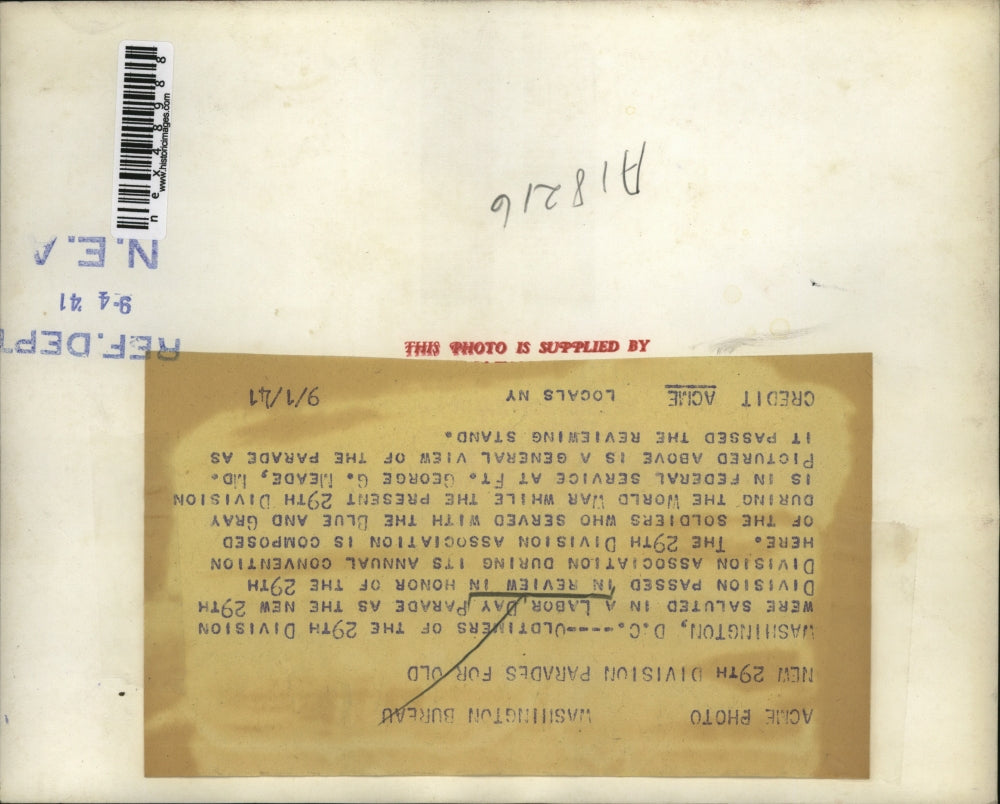 ACME PHOTO WASHINGTON BUREAU
NEW 29TH DIVISION PARADES FOR OLD
WASHINGTON, D.C.-----OLDTIMERS OF THE 29TH DIVISION
WERE SALUTED IN A LABOR DAY PARADE AS THE NEW 29TH
DIVISION PASSED IN REVIEW IN HONOR OF THE 29TH
DIVISION ASSOCIATION DURING ITS ANNUAL CONVENTION
HERE. THE 29TH DIVISION ASSOCIATION IS COMPOSED
OF THE SOLDIERS WHO SERVED WITH THE BLUE AND GRAY
DURING THE WORLD WAR WHILE THE PRESENT 29TH DIVISION
IS IN FEDERAL SERVICE AT FT. GEORGE G. MEADE, MD.
PICTURED ABOVE IS A GENERAL VIEW OF THE PARADE AS
IT PASSED THE REVIEWING STAND.
CREDIT ACME LOCALS NY 9/1/41
THIS PHOTO IS SUPPLIED BY
REF. DEPT
9-4 '41
N.E.A
A18216
nex48988
www.historicimages.com